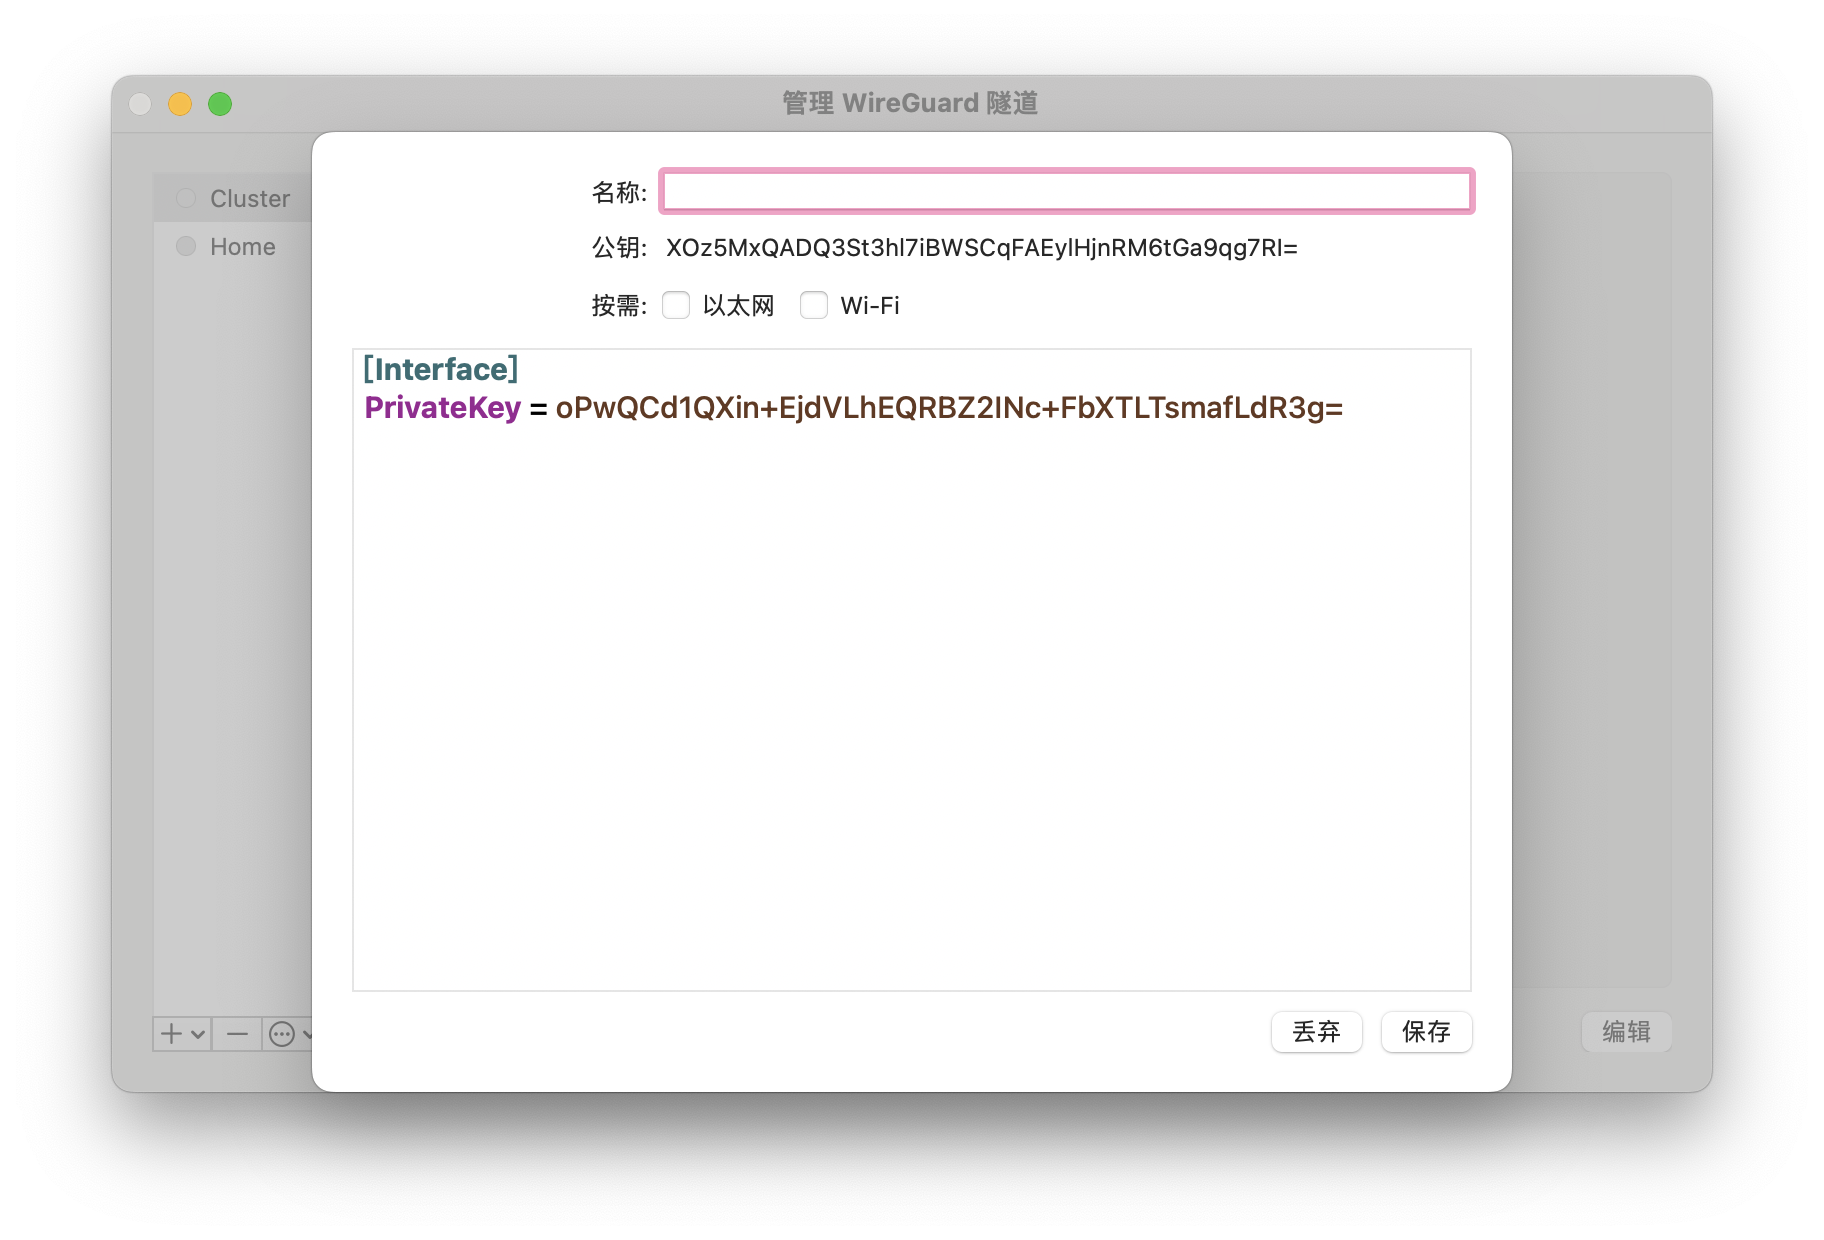 管理 WireGuard 隧道
Cluster
Home
名称:
公钥: XOz5MxQADQ3St3hl7iBWSCqFAEylHjnRM6tGa9qg7RI=
按需: 以太网 Wi-Fi
[Interface]
PrivateKey = oPwQCd1QXin+EjdVLhEQRBZ2INc+FbXTLTsmafLdR3g=
丢弃 保存
编辑